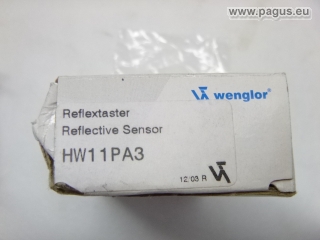 © www.pagus.eu
wenglor
Reflextaster
Reflective Sensor
HW11PA3
12/03 R